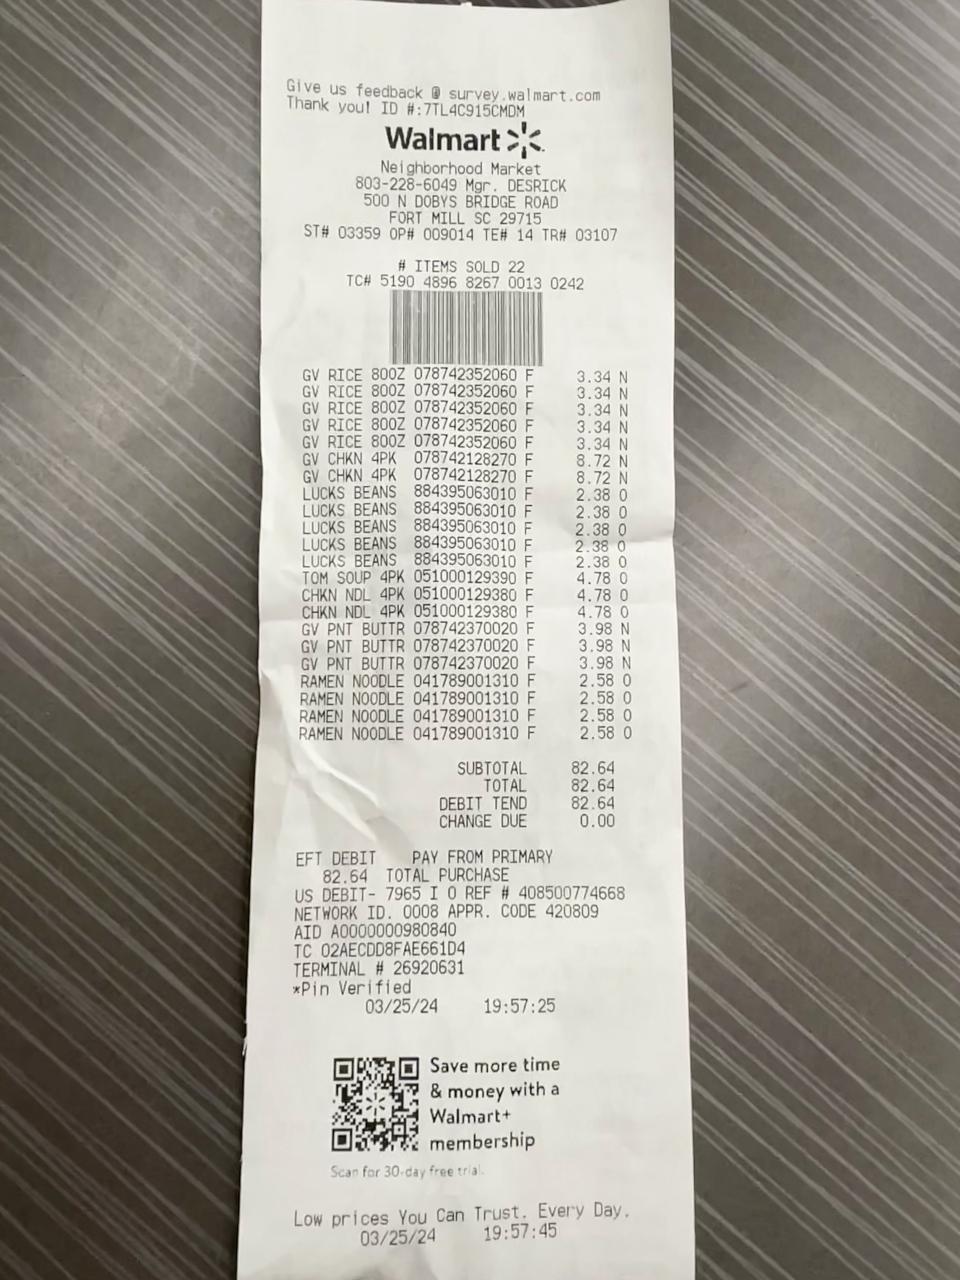 Give us feedback @ survey.walmart.com
Thank you! ID #:7TL4C915CMDM
Walmart
Neighborhood Market
803-228-6049 Mgr. DESRICK
500 N DOBYS BRIDGE ROAD
FORT MILL SC 29715
ST# 03359 OP# 009014 TE# 14 TR# 03107
# ITEMS SOLD 22
TC# 5190 4896 8267 0013 0242
GV RICE 80OZ 078742352060 F 3.34 N
GV RICE 80OZ 078742352060 F 3.34 N
GV RICE 80OZ 078742352060 F 3.34 N
GV RICE 80OZ 078742352060 F 3.34 N
GV RICE 80OZ 078742352060 F 3.34 N
GV CHKN 4PK 078742128270 F 8.72 N
GV CHKN 4PK 078742128270 F 8.72 N
LUCKS BEANS 884395063010 F 2.38 O
LUCKS BEANS 884395063010 F 2.38 O
LUCKS BEANS 884395063010 F 2.38 O
LUCKS BEANS 884395063010 F 2.38 O
LUCKS BEANS 884395063010 F 2.38 O
TOM SOUP 4PK 051000129390 F 4.78 O
CHKN NDL 4PK 051000129380 F 4.78 O
CHKN NDL 4PK 051000129380 F 4.78 O
GV PNT BUTTR 078742370020 F 3.98 N
GV PNT BUTTR 078742370020 F 3.98 N
GV PNT BUTTR 078742370020 F 3.98 N
RAMEN NOODLE 041789001310 F 2.58 O
RAMEN NOODLE 041789001310 F 2.58 O
RAMEN NOODLE 041789001310 F 2.58 O
RAMEN NOODLE 041789001310 F 2.58 O
SUBTOTAL 82.64
TOTAL 82.64
DEBIT TEND 82.64
CHANGE DUE 0.00
EFT DEBIT PAY FROM PRIMARY
82.64 TOTAL PURCHASE
US DEBIT- 7965 I 0 REF # 408500774668
NETWORK ID. 0008 APPR. CODE 420809
AID A0000000980840
TC 02AECDD8FAE661D4
TERMINAL # 26920631
*Pin Verified
03/25/24 19:57:25
Save more time
& money with a
Walmart+
membership
Scan for 30-day free trial.
Low prices You Can Trust. Every Day.
03/25/24 19:57:45